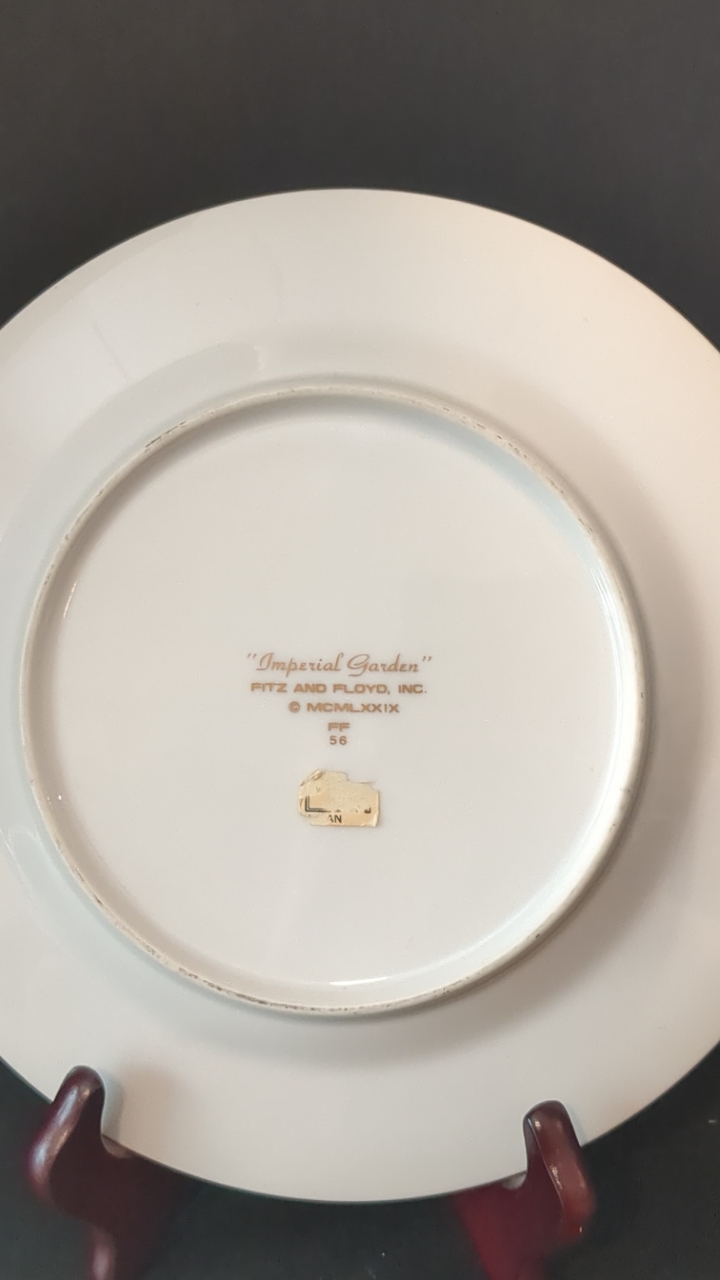 "Imperial Garden"
FITZ AND FLOYD, INC.
© MCMLXXIX
FF
56
AN